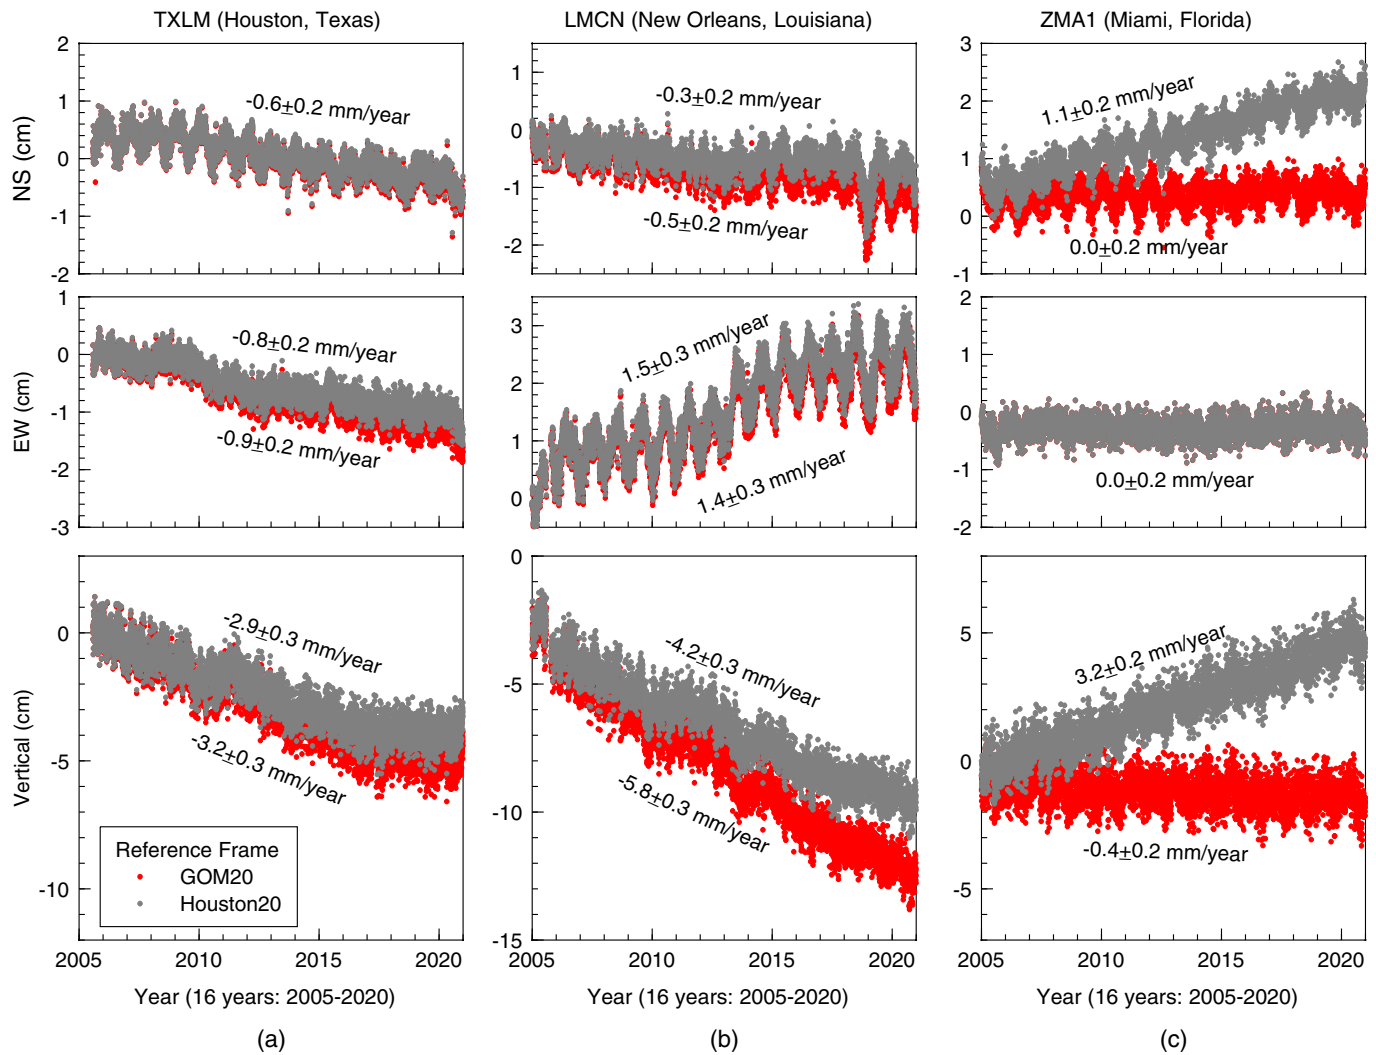 TXLM (Houston, Texas)
LMCN (New Orleans, Louisiana)
ZMA1 (Miami, Florida)
NS (cm)
2
1
0
-1
-2
-0.6±0.2 mm/year
1
0
-1
-2
-0.3±0.2 mm/year
-0.5±0.2 mm/year
3
2
1
0
-1
1.1±0.2 mm/year
0.0±0.2 mm/year
EW (cm)
1
0
-1
-2
-3
-0.8±0.2 mm/year
-0.9±0.2 mm/year
3
2
1
0
1.5±0.3 mm/year
1.4±0.3 mm/year
2
1
0
-1
-2
0.0±0.2 mm/year
Vertical (cm)
0
-5
-10
-2.9±0.3 mm/year
-3.2±0.3 mm/year
Reference Frame
GOM20
Houston20
0
-5
-10
-15
-4.2±0.3 mm/year
-5.8±0.3 mm/year
5
0
-5
3.2±0.2 mm/year
-0.4±0.2 mm/year
2005 2010 2015 2020
2005 2010 2015 2020
2005 2010 2015 2020
Year (16 years: 2005-2020)
Year (16 years: 2005-2020)
Year (16 years: 2005-2020)
(a)
(b)
(c)